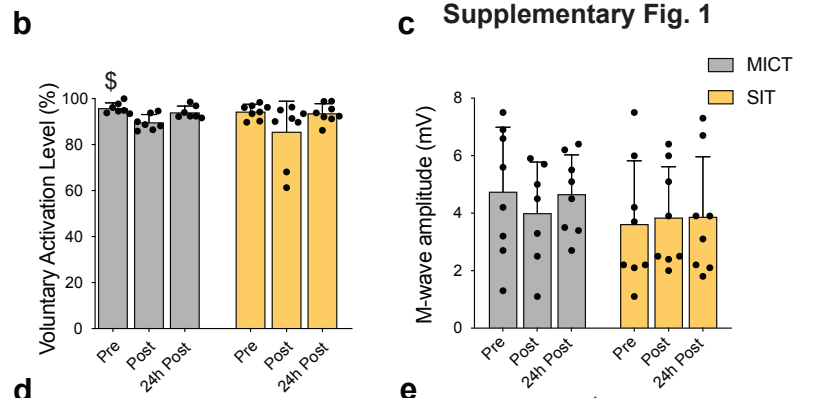 Supplementary Fig. 1
b
$
Voluntary Activation Level (%)
100
80
60
40
20
0
Pre
Post
24h Post
Pre
Post
24h Post
c
MICT
SIT
M-wave amplitude (mV)
8
6
4
2
0
Pre
Post
24h Post
Pre
Post
24h Post
d
e